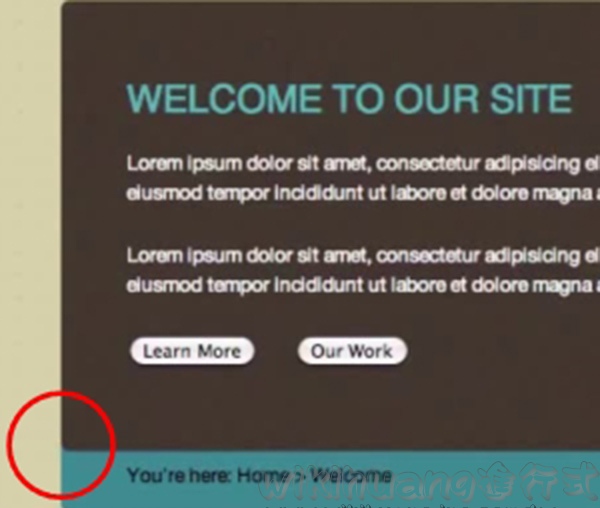 WELCOME TO OUR SITE
Lorem ipsum dolor sit amet, consectetur adipisicing el
eiusmod tempor incididunt ut labore et dolore magna a
Lorem ipsum dolor sit amet, consectetur adipisicing el
eiusmod tempor incididunt ut labore et dolore magna a
Learn More
Our Work
You're here: Home > Welcome